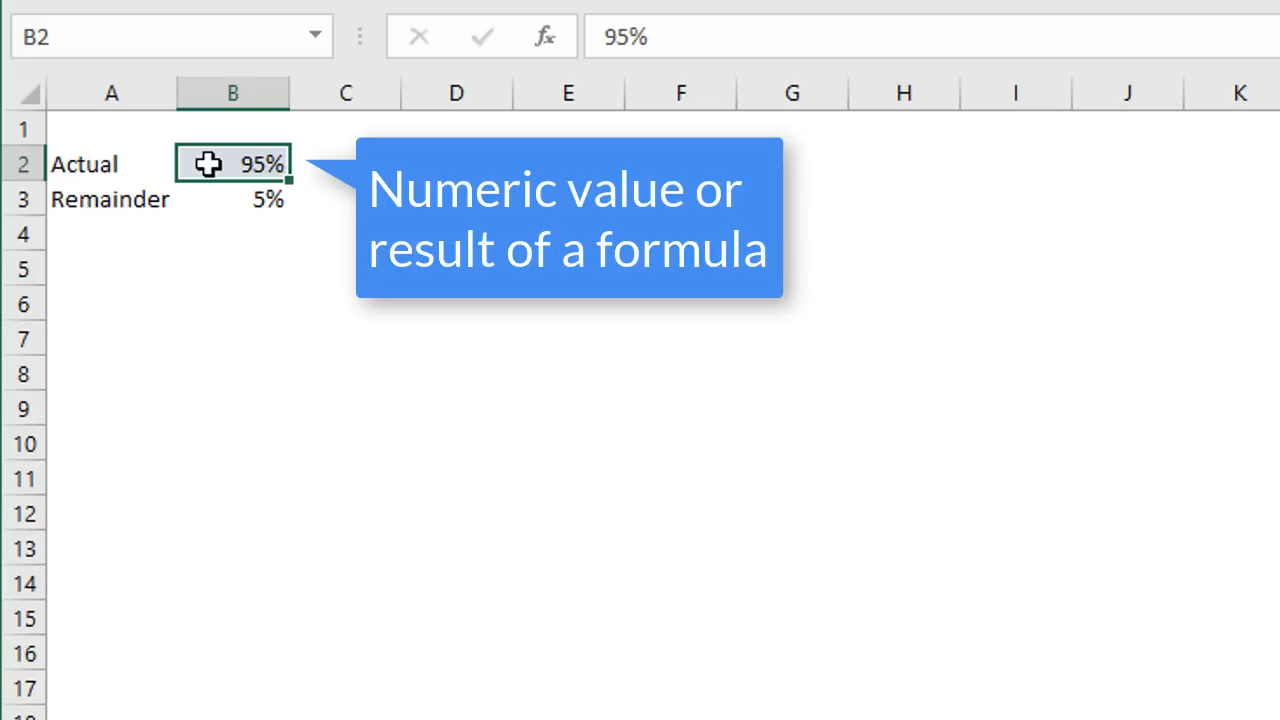 B2 fx 95%
A B C D E F G H I J K
1
2 Actual 95%
3 Remainder 5%
Numeric value or
result of a formula
4
5
6
7
8
9
10
11
12
13
14
15
16
17